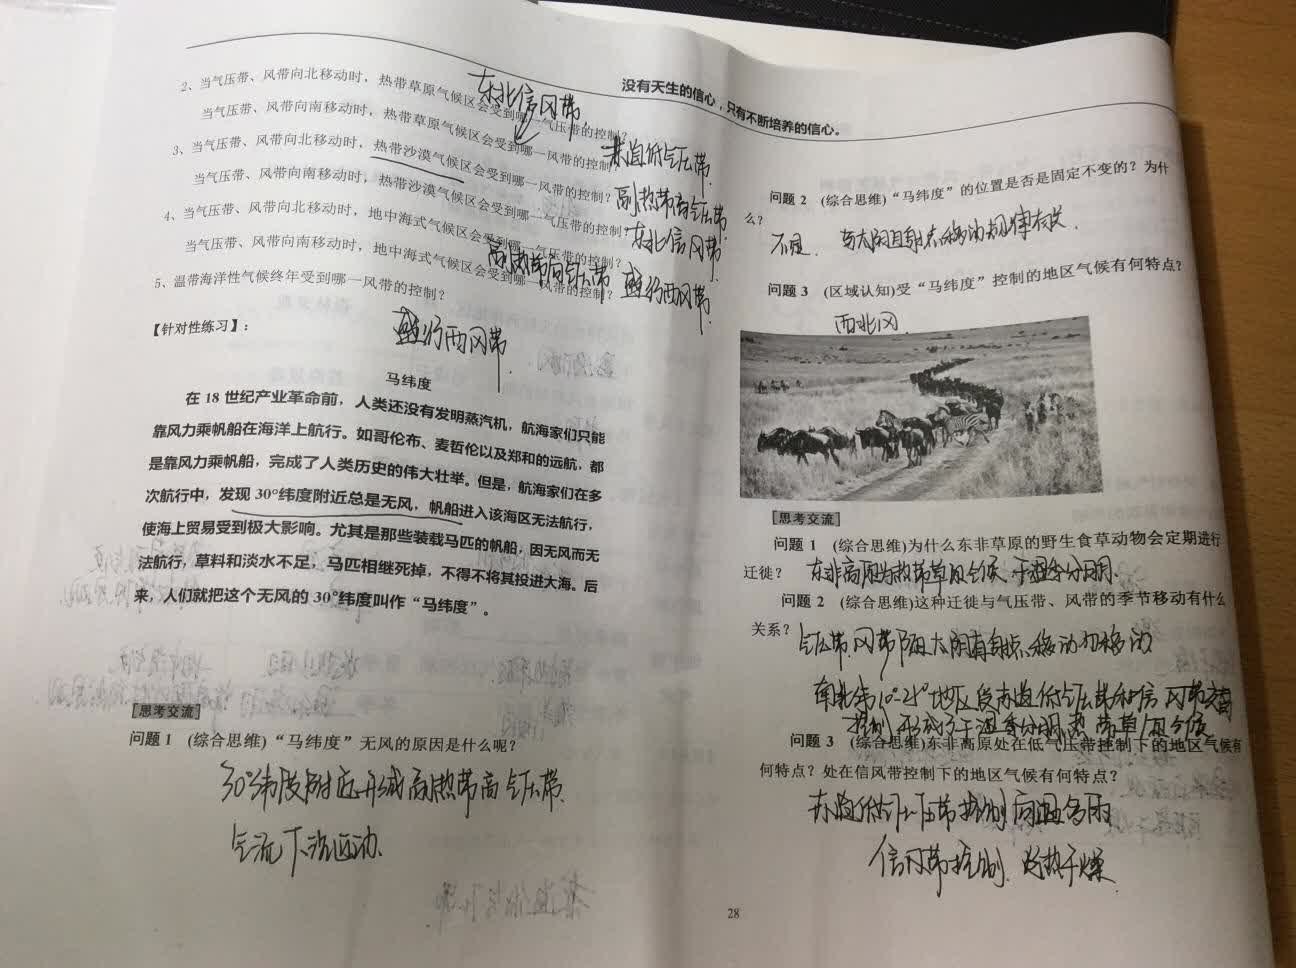 没有天生的信心，只有不断培养的信心。
2、当气压带、风带向北移动时，热带草原气候区会受到哪一气压带的控制？
东北信风带
当气压带、风带向南移动时，热带草原气候区会受到哪一风带的控制？
赤道低气压带
3、当气压带、风带向北移动时，热带沙漠气候区会受到哪一风带的控制？
副热带高气压带
当气压带、风带向南移动时，热带沙漠气候区会受到哪一气压带的控制？
东北信风带
4、当气压带、风带向北移动时，地中海式气候区会受到哪一气压带的控制？
副热带高气压带
当气压带、风带向南移动时，地中海式气候区会受到哪一风带的控制？
盛行西风带
5、温带海洋性气候终年受到哪一风带的控制？
盛行西风带
【针对性练习】：
马纬度
在 18 世纪产业革命前，人类还没有发明蒸汽机，航海家们只能
靠风力乘帆船在海洋上航行。如哥伦布、麦哲伦以及郑和的远航，都
是靠风力乘帆船，完成了人类历史的伟大壮举。但是，航海家们在多
次航行中，发现 30°纬度附近总是无风，帆船进入该海区无法航行，
使海上贸易受到极大影响。尤其是那些装载马匹的帆船，因无风而无
法航行，草料和淡水不足，马匹相继死掉，不得不将其投进大海。后
来，人们就把这个无风的 30°纬度叫作“马纬度”。
[思考交流]
问题 1 （综合思维）“马纬度”无风的原因是什么呢？
30°纬度附近形成副热带高气压带
气流下沉运动
问题 2 （综合思维）“马纬度”的位置是否是固定不变的？为什
么？
不是 与太阳直射点移动规律有关
问题 3 （区域认知）受“马纬度”控制的地区气候有何特点？
西北风
[思考交流]
问题 1 （综合思维）为什么东非草原的野生食草动物会定期进行
迁徙？ 东非高原为热带草原气候 干湿季分明
问题 2 （综合思维）这种迁徙与气压带、风带的季节移动有什么
关系？ 气压带、风带随太阳直射点移动而移动
南北纬10°-24°地区受赤道低气压带和信风带交替
控制 形成了干湿季分明热带草原气候
问题 3 （综合思维）东非高原处在低气压带控制下的地区气候有
何特点？处在信风带控制下的地区气候有何特点？
赤道低气压带控制 高温多雨
信风带控制 炎热干燥
28